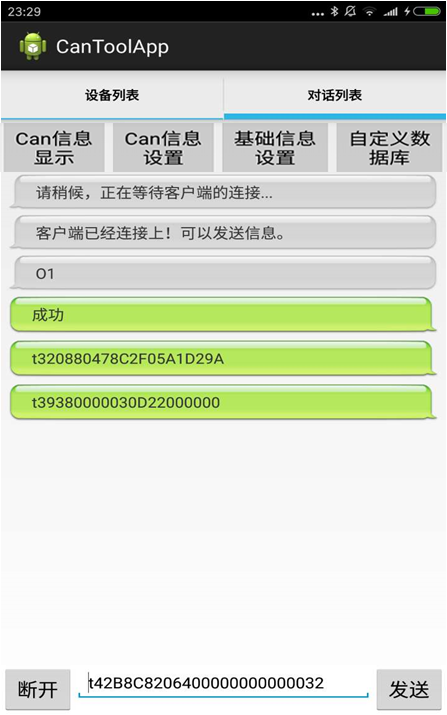 23:29
CanToolApp
设备列表
对话列表
Can信息
显示
Can信息
设置
基础信息
设置
自定义数
据库
请稍候，正在等待客户端的连接...
客户端已经连接上！可以发送信息。
O1
成功
t320880478C2F05A1D29A
t39380000030D22000000
断开
t42B8C8206400000000000032
发送